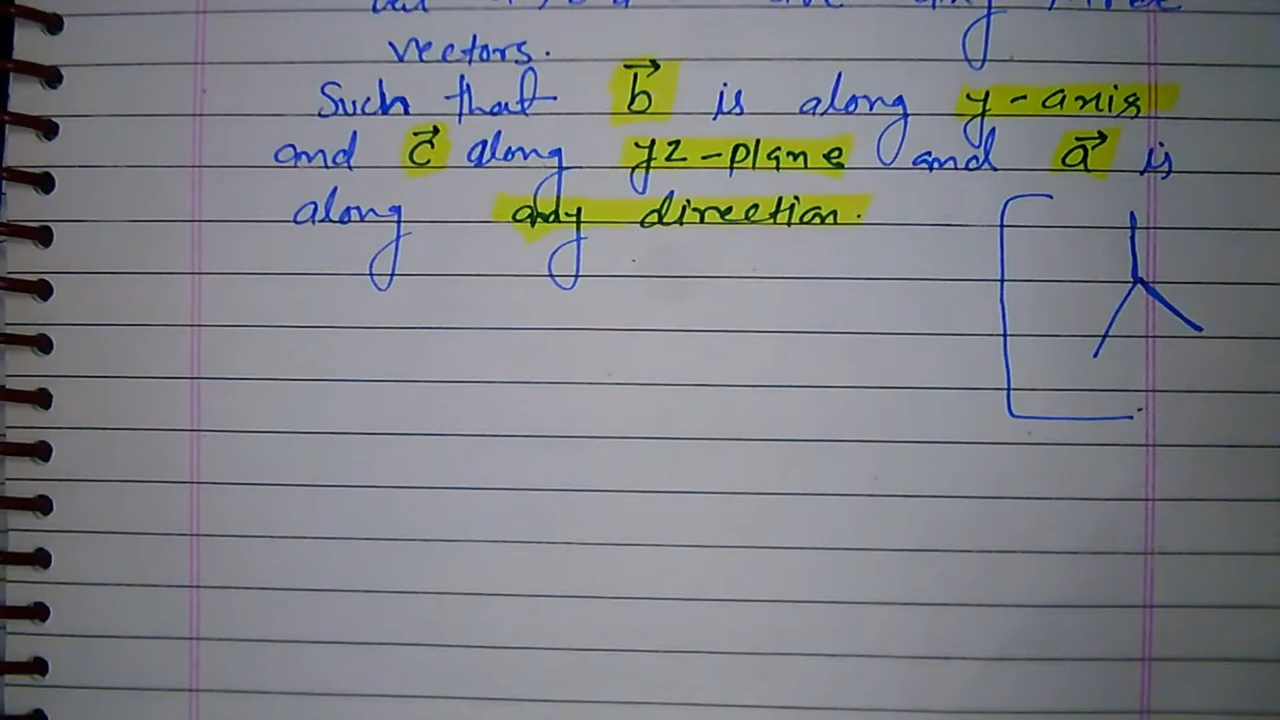 vectors.
Such that b⃗ is along y-axis
and c⃗ along yz-plane and a⃗ is
along any direction.